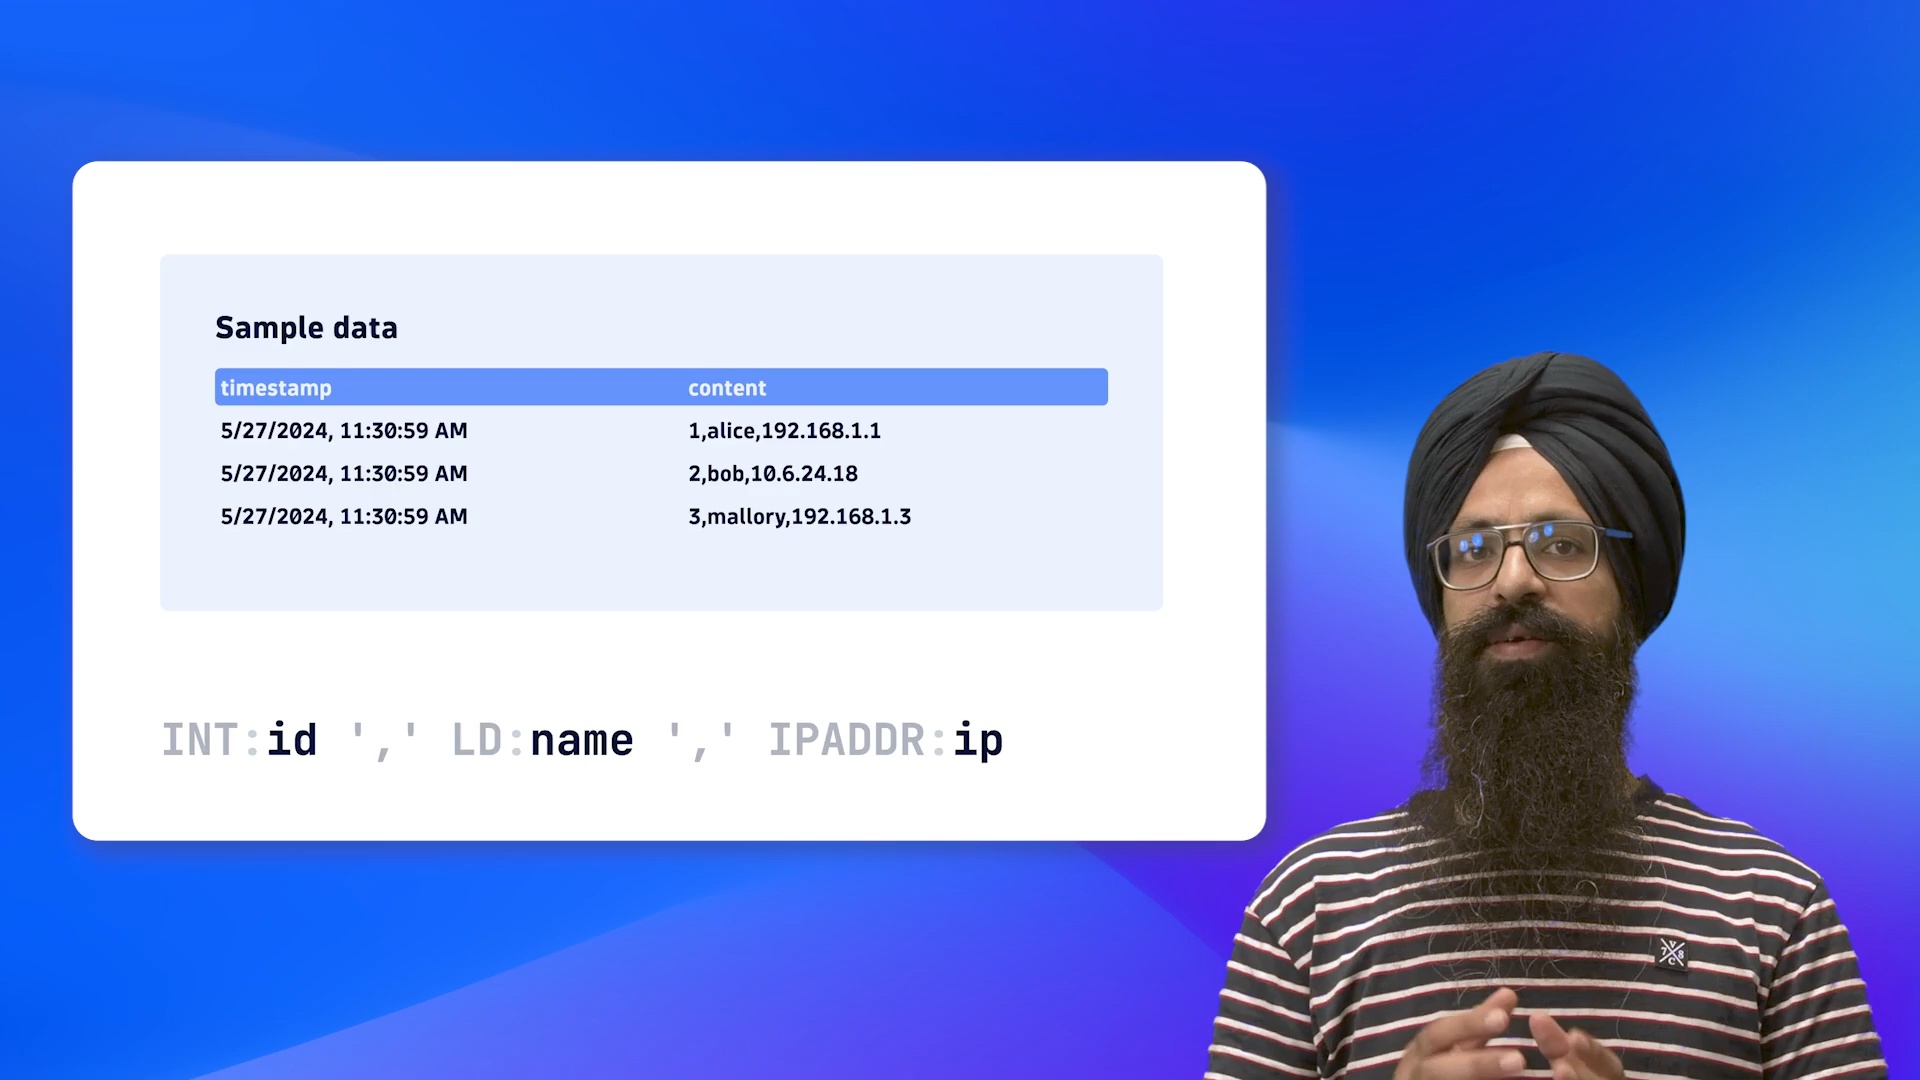 Sample data
timestamp content
5/27/2024, 11:30:59 AM 1,alice,192.168.1.1
5/27/2024, 11:30:59 AM 2,bob,10.6.24.18
5/27/2024, 11:30:59 AM 3,mallory,192.168.1.3
INT:id ',' LD:name ',' IPADDR:ip
7 V 8 C